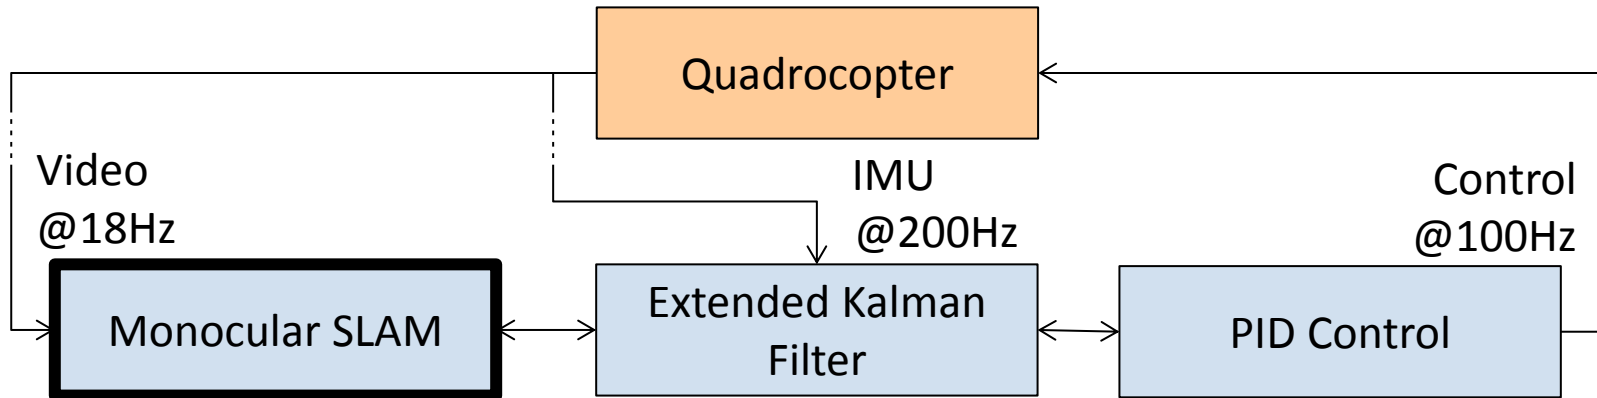 Quadrocopter
Video
@18Hz
IMU
@200Hz
Control
@100Hz
Monocular SLAM
Extended Kalman
Filter
PID Control